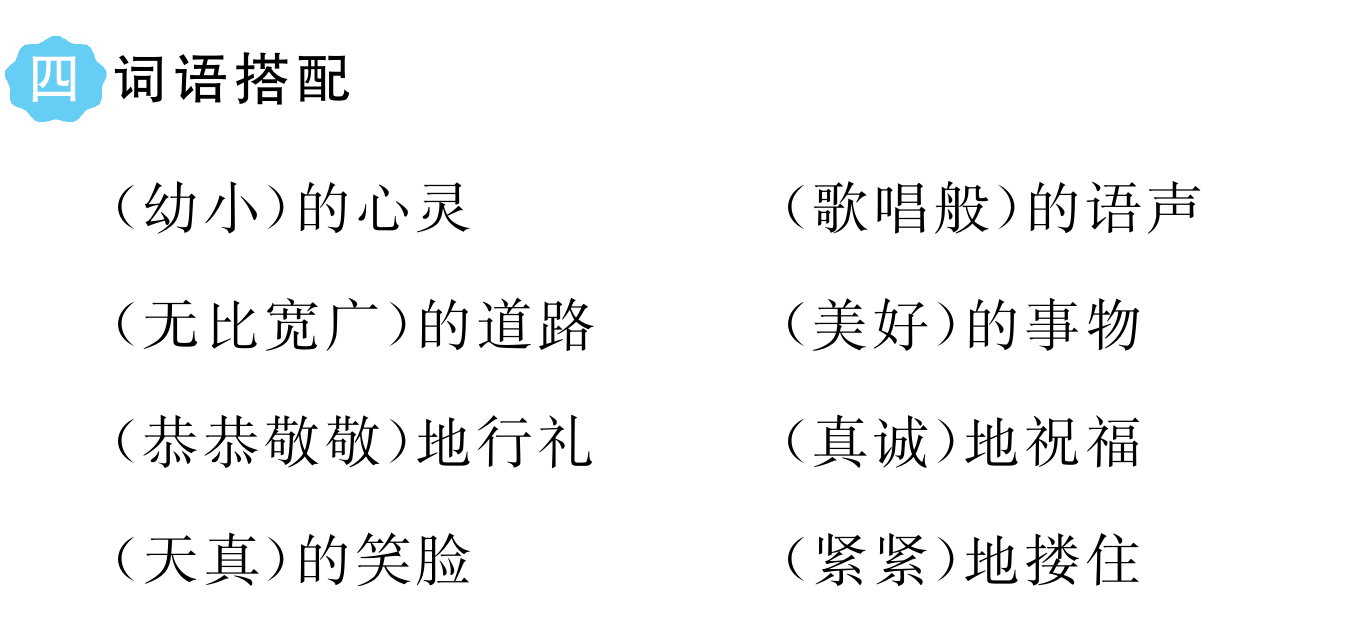 四 词语搭配
（幼小）的心灵 （歌唱般）的语声
（无比宽广）的道路 （美好）的事物
（恭恭敬敬）地行礼 （真诚）地祝福
（天真）的笑脸 （紧紧）地搂住